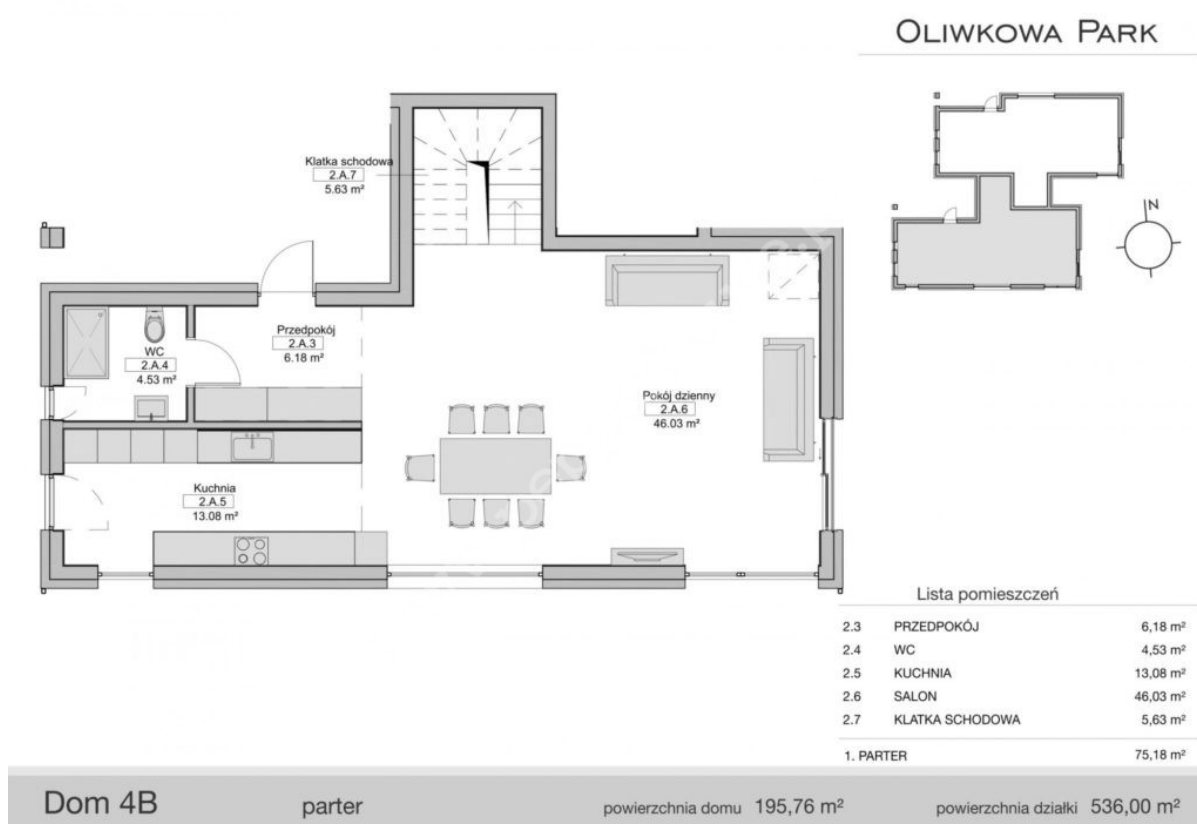 OLIWKOWA PARK
N
Klatka schodowa
2.A.7
5.63 m²
Przedpokój
2.A.3
6.18 m²
WC
2.A.4
4.53 m²
Pokój dzienny
2.A.6
46.03 m²
Kuchnia
2.A.5
13.08 m²
Lista pomieszczeń
2.3 PRZEDPOKÓJ 6,18 m²
2.4 WC 4,53 m²
2.5 KUCHNIA 13,08 m²
2.6 SALON 46,03 m²
2.7 KLATKA SCHODOWA 5,63 m²
1. PARTER 75,18 m²
Dom 4B parter powierzchnia domu 195,76 m² powierzchnia działki 536,00 m²